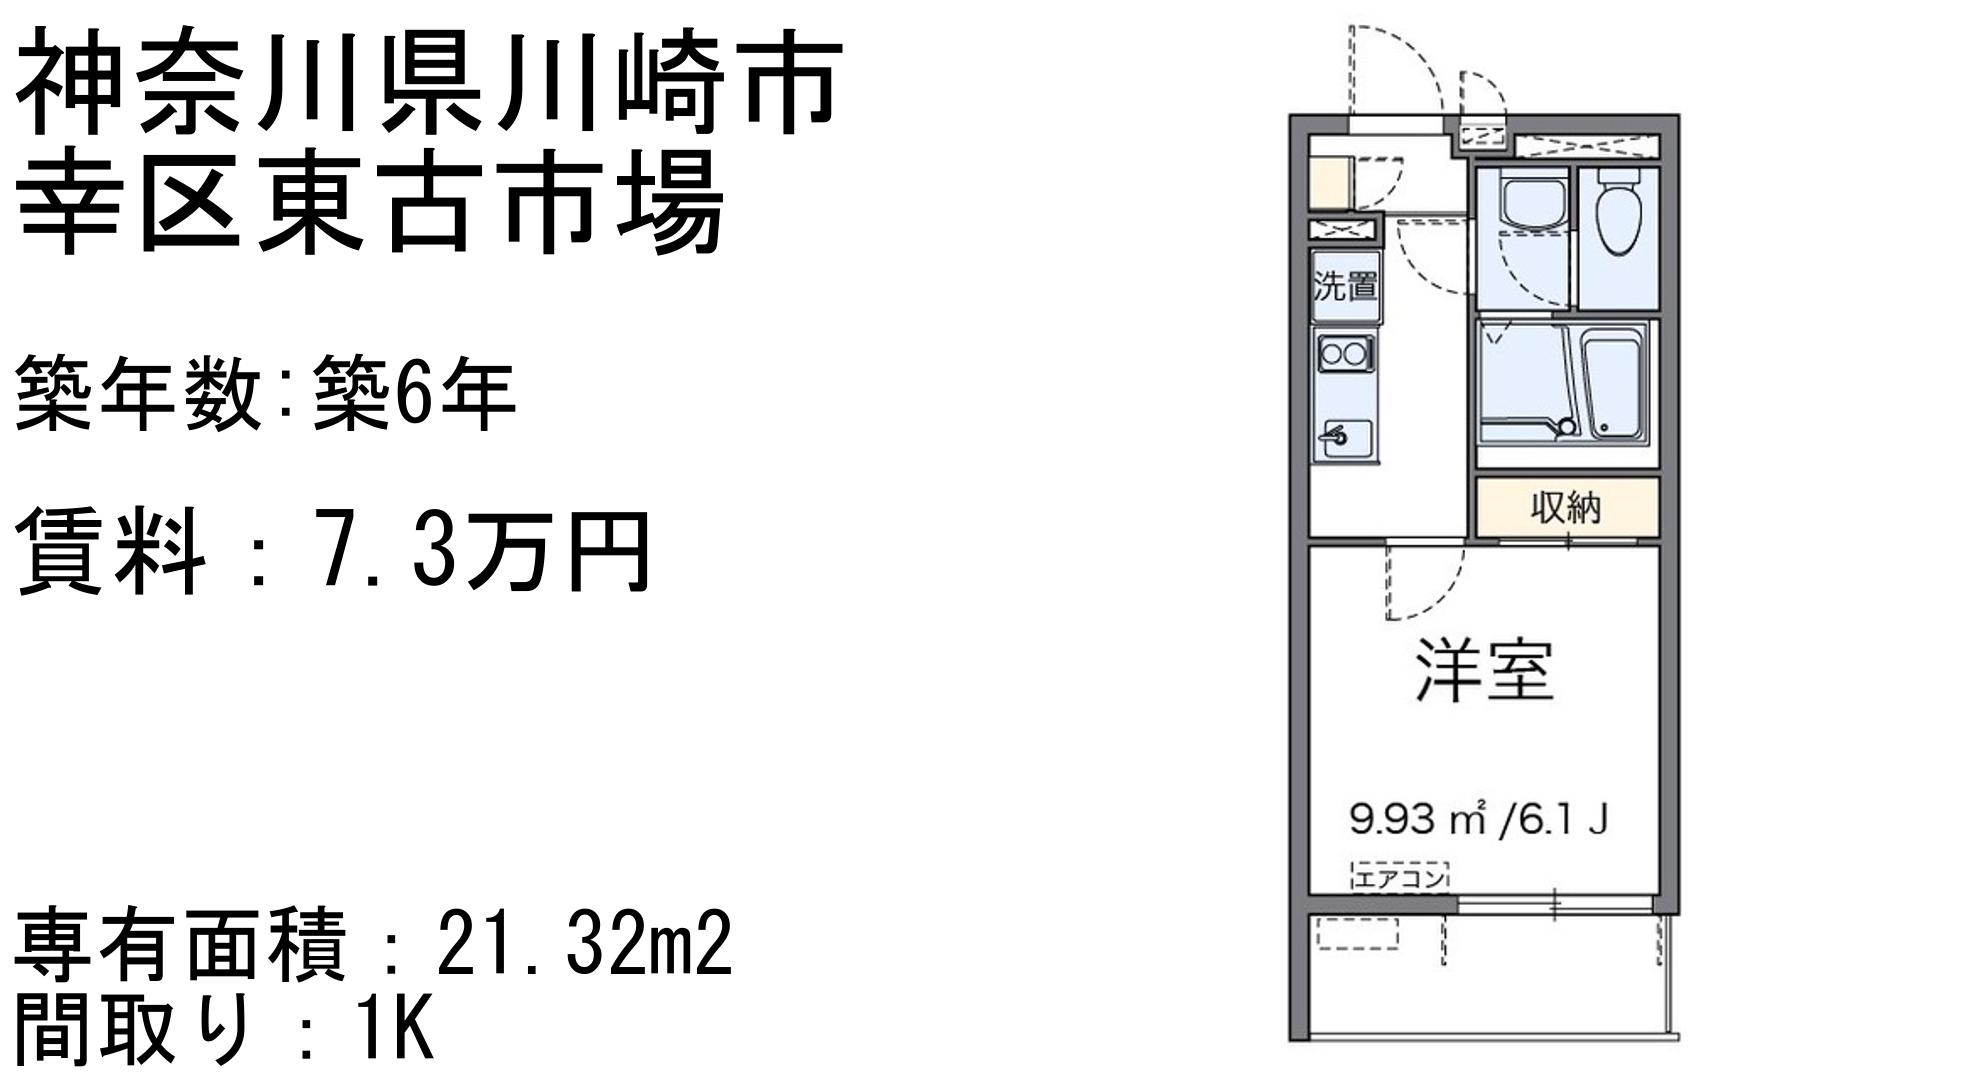 神奈川県川崎市
幸区東古市場
築年数:築6年
賃料：7.3万円
専有面積：21.32m2
間取り：1K
洗置
収納
洋室
9.93 ㎡/6.1 J
エアコン